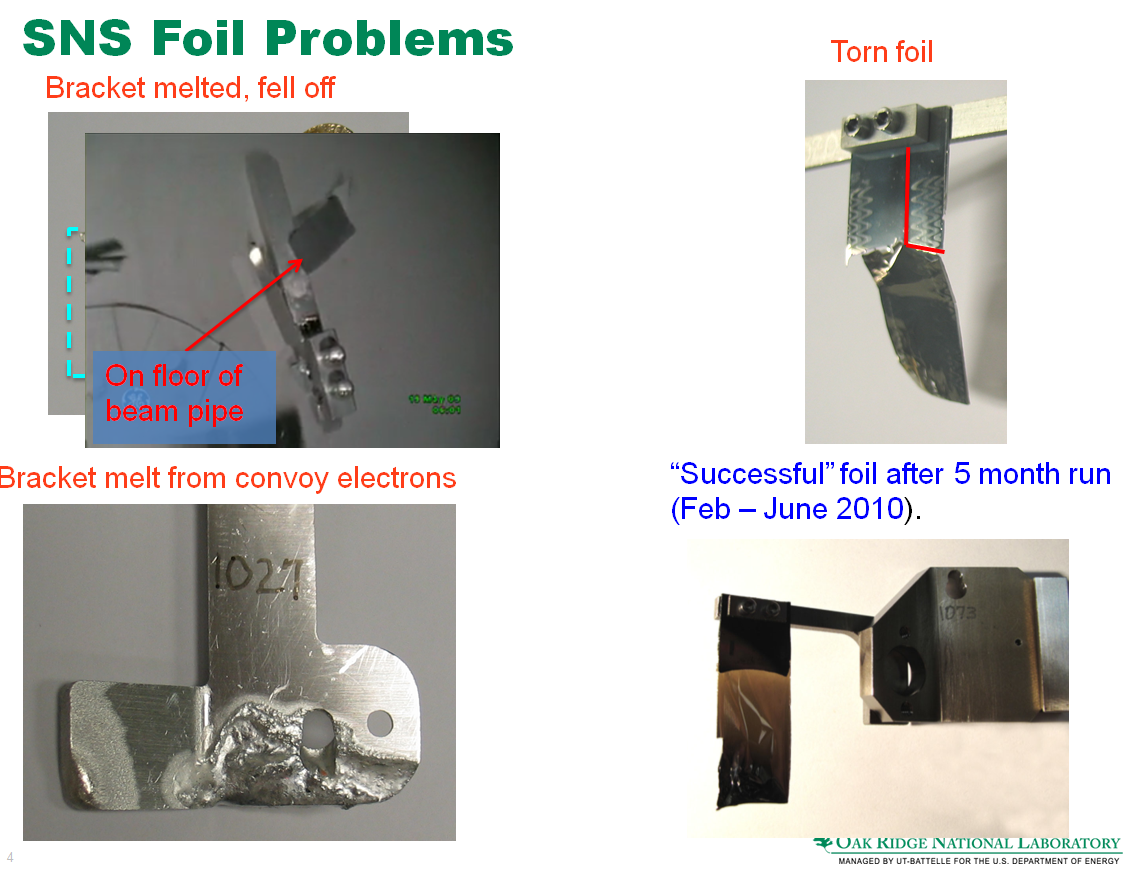 SNS Foil Problems
Bracket melted, fell off
Torn foil
On floor of
beam pipe
Bracket melt from convoy electrons
1027
“Successful” foil after 5 month run
(Feb – June 2010).
1073
4
OAK RIDGE NATIONAL LABORATORY
MANAGED BY UT-BATTELLE FOR THE U.S. DEPARTMENT OF ENERGY